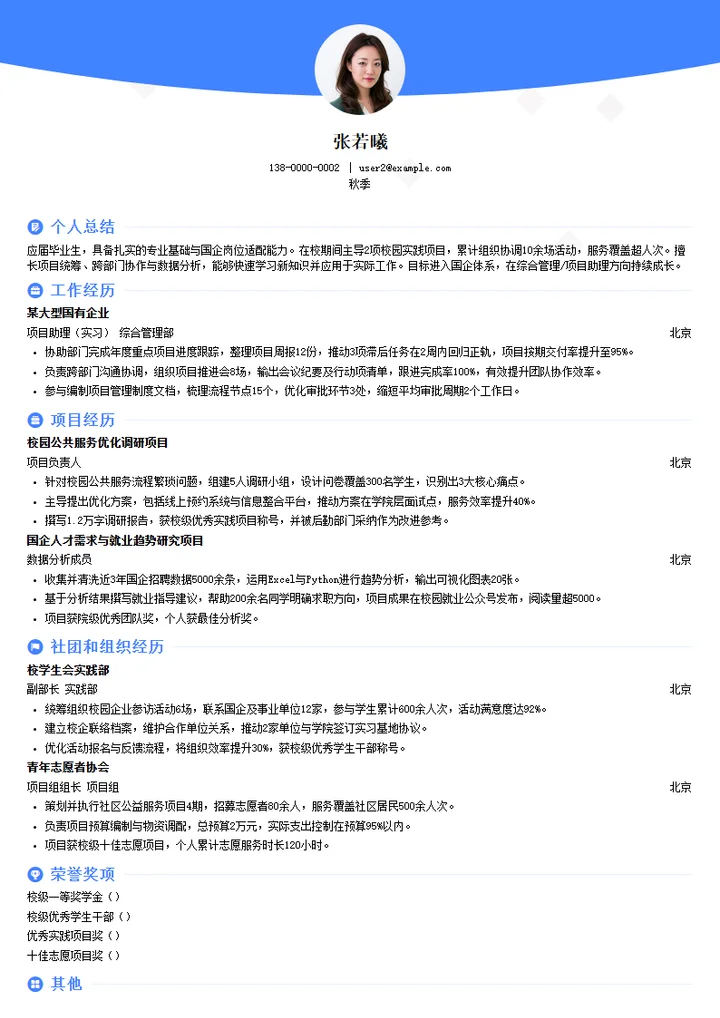 张若曦
138-0000-0002 | user2@example.com
秋季
个人总结
应届毕业生，具备扎实的专业基础与国企岗位适配能力。在校期间主导2项校园实践项目，累计组织协调10余场活动，服务覆盖超人次。擅
长项目统筹、跨部门协作与数据分析，能够快速学习新知识并应用于实际工作。目标进入国企体系，在综合管理/项目助理方向持续成长。
工作经历
某大型国有企业
项目助理（实习） 综合管理部 北京
• 协助部门完成年度重点项目进度跟踪，整理项目周报12份，推动3项滞后任务在2周内回归正轨，项目按期交付率提升至95%。
• 负责跨部门沟通协调，组织项目推进会8场，输出会议纪要及行动项清单，跟进完成率100%，有效提升团队协作效率。
• 参与编制项目管理制度文档，梳理流程节点15个，优化审批环节3处，缩短平均审批周期2个工作日。
项目经历
校园公共服务优化调研项目
项目负责人 北京
• 针对校园公共服务流程繁琐问题，组建5人调研小组，设计问卷覆盖300名学生，识别出3大核心痛点。
• 主导提出优化方案，包括线上预约系统与信息整合平台，推动方案在学院层面试点，服务效率提升40%。
• 撰写1.2万字调研报告，获校级优秀实践项目称号，并被后勤部门采纳作为改进参考。
国企人才需求与就业趋势研究项目
数据分析成员 北京
• 收集并清洗近3年国企招聘数据5000余条，运用Excel与Python进行趋势分析，输出可视化图表20张。
• 基于分析结果撰写就业指导建议，帮助200余名同学明确求职方向，项目成果在校园就业公众号发布，阅读量超5000。
• 项目获院级优秀团队奖，个人获最佳分析奖。
社团和组织经历
校学生会实践部
副部长 实践部 北京
• 统筹组织校园企业参访活动6场，联系国企及事业单位12家，参与学生累计600余人次，活动满意度达92%。
• 建立校企联络档案，维护合作单位关系，推动2家单位与学院签订实习基地协议。
• 优化活动报名与反馈流程，将组织效率提升30%，获校级优秀学生干部称号。
青年志愿者协会
项目组组长 项目组 北京
• 策划并执行社区公益服务项目4期，招募志愿者80余人，服务覆盖社区居民500余人次。
• 负责项目预算编制与物资调配，总预算2万元，实际支出控制在预算95%以内。
• 项目获校级十佳志愿项目，个人累计志愿服务时长120小时。
荣誉奖项
校级一等奖学金（）
校级优秀学生干部（）
优秀实践项目奖（）
十佳志愿项目奖（）
其他